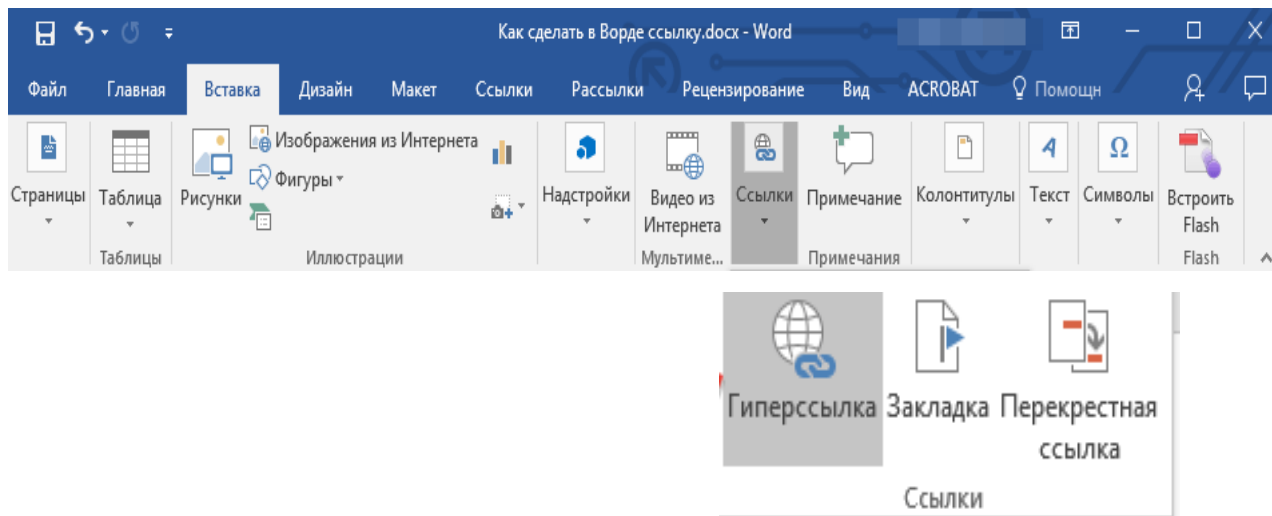 Как сделать в Ворде ссылку.docx - Word
Файл Главная Вставка Дизайн Макет Ссылки Рассылки Рецензирование Вид ACROBAT Помощн
Изображения из Интернета
Фигуры
Страницы Таблица Рисунки Надстройки Видео из Интернета Ссылки Примечание Колонтитулы Текст Символы Встроить Flash
Таблицы Иллюстрации Мультиме... Примечания Flash
Гиперссылка Закладка Перекрестная
ссылка
Ссылки